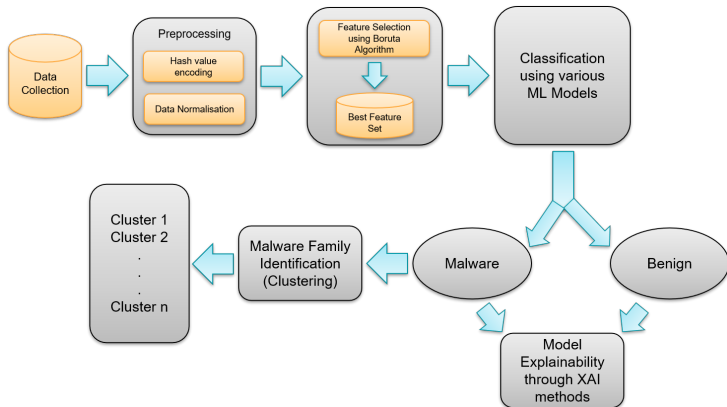 Data
Collection
Preprocessing
Hash value
encoding
Data Normalisation
Feature Selection
using Boruta
Algorithm
Best Feature
Set
Classification
using various
ML Models
Malware
Benign
Malware Family
Identification
(Clustering)
Cluster 1
Cluster 2
.
.
.
Cluster n
Model
Explainability
through XAI
methods